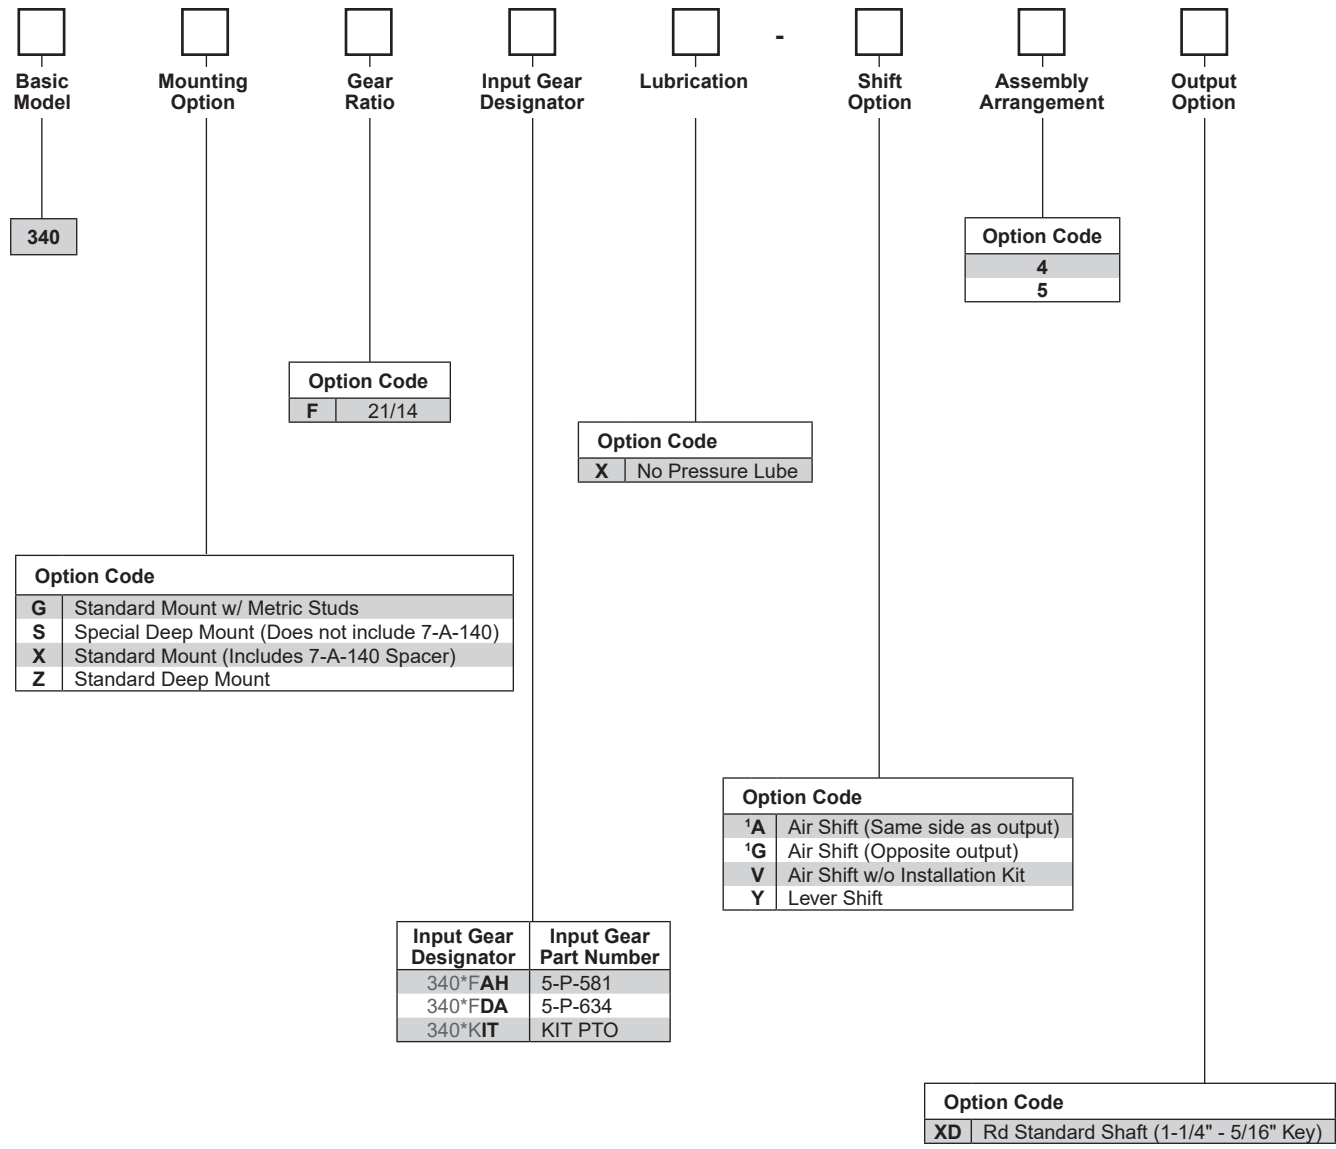 -
Basic Model
Mounting Option
Gear Ratio
Input Gear Designator
Lubrication
Shift Option
Assembly Arrangement
Output Option
340
Option Code
4
5
Option Code
F 21/14
Option Code
X No Pressure Lube
Option Code
G Standard Mount w/ Metric Studs
S Special Deep Mount (Does not include 7-A-140)
X Standard Mount (Includes 7-A-140 Spacer)
Z Standard Deep Mount
Option Code
¹A Air Shift (Same side as output)
¹G Air Shift (Opposite output)
V Air Shift w/o Installation Kit
Y Lever Shift
Input Gear Designator Input Gear Part Number
340*FAH 5-P-581
340*FDA 5-P-634
340*KIT KIT PTO
Option Code
XD Rd Standard Shaft (1-1/4" - 5/16" Key)